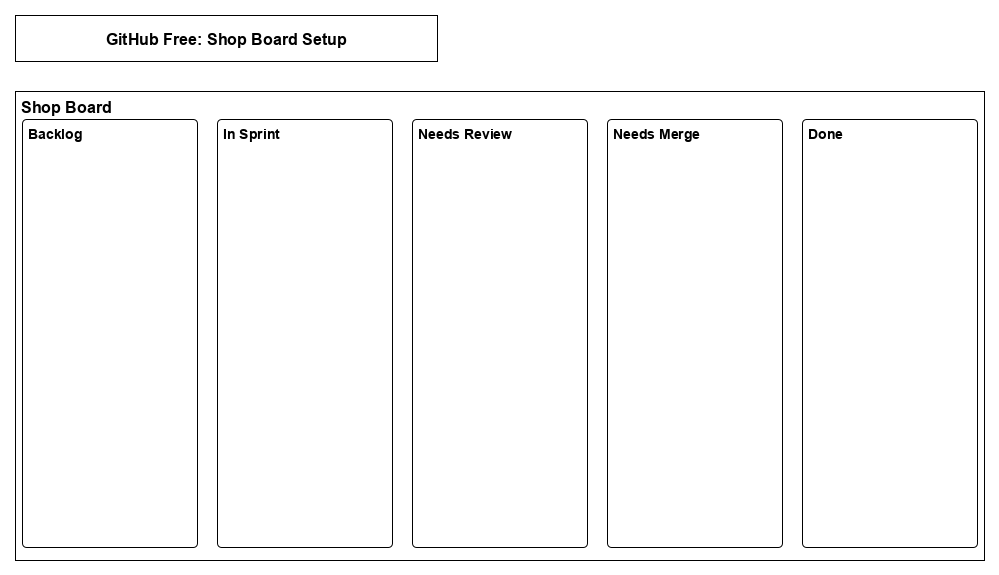 GitHub Free: Shop Board Setup
Shop Board
Backlog
In Sprint
Needs Review
Needs Merge
Done